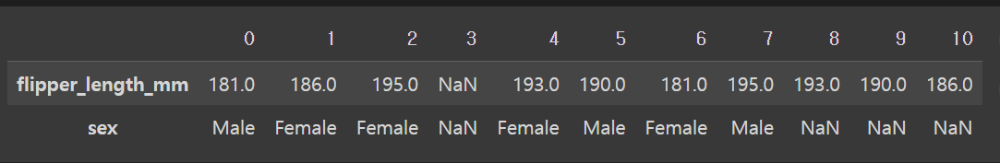 0 1 2 3 4 5 6 7 8 9 10
flipper_length_mm 181.0 186.0 195.0 NaN 193.0 190.0 181.0 195.0 193.0 190.0 186.0
sex Male Female Female NaN Female Male Female Male NaN NaN NaN